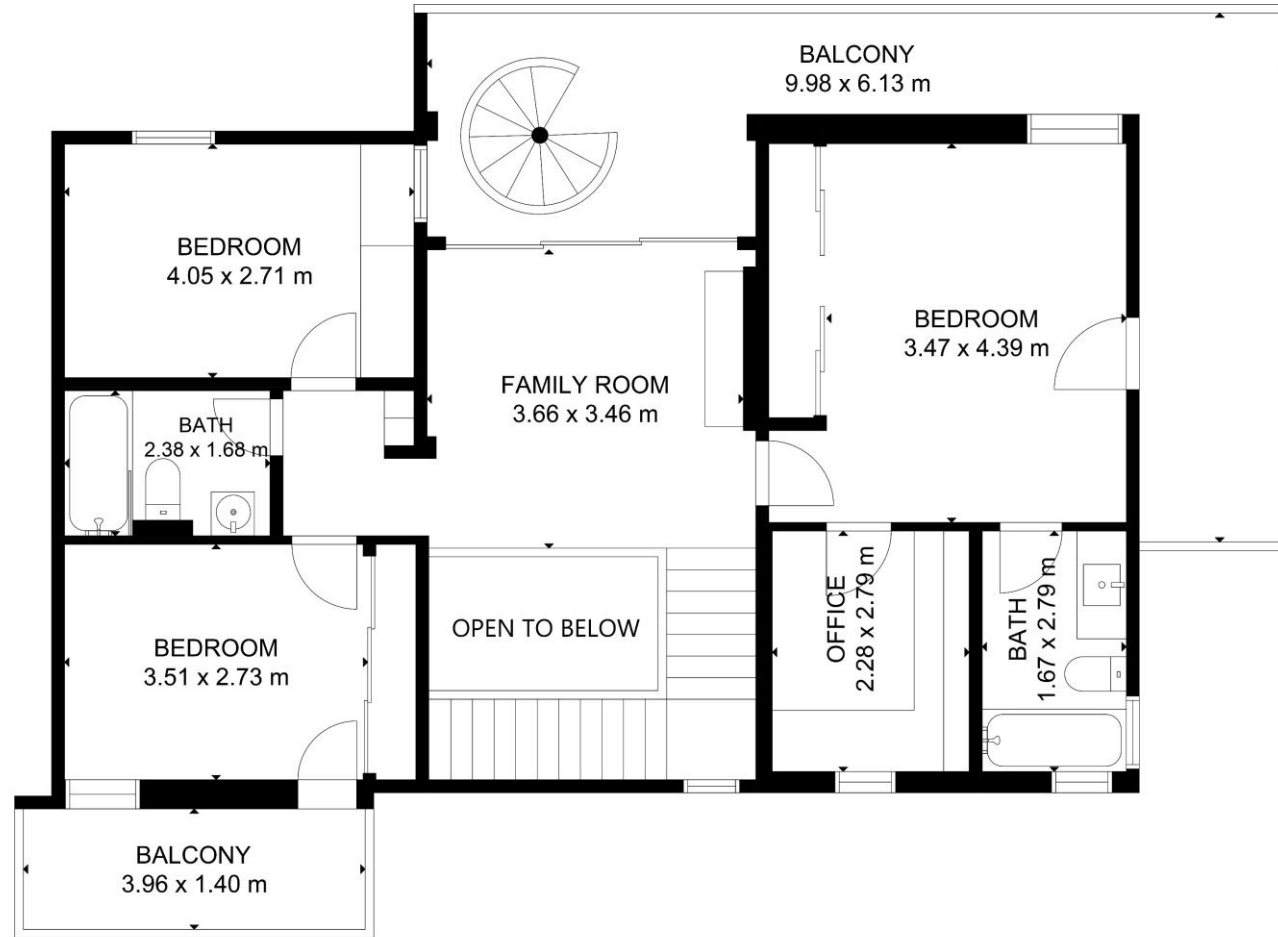 BALCONY
9.98 x 6.13 m
BEDROOM
4.05 x 2.71 m
BEDROOM
3.47 x 4.39 m
FAMILY ROOM
3.66 x 3.46 m
BATH
2.38 x 1.68 m
OPEN TO BELOW
OFFICE
2.28 x 2.79 m
BATH
1.67 x 2.79 m
BEDROOM
3.51 x 2.73 m
BALCONY
3.96 x 1.40 m